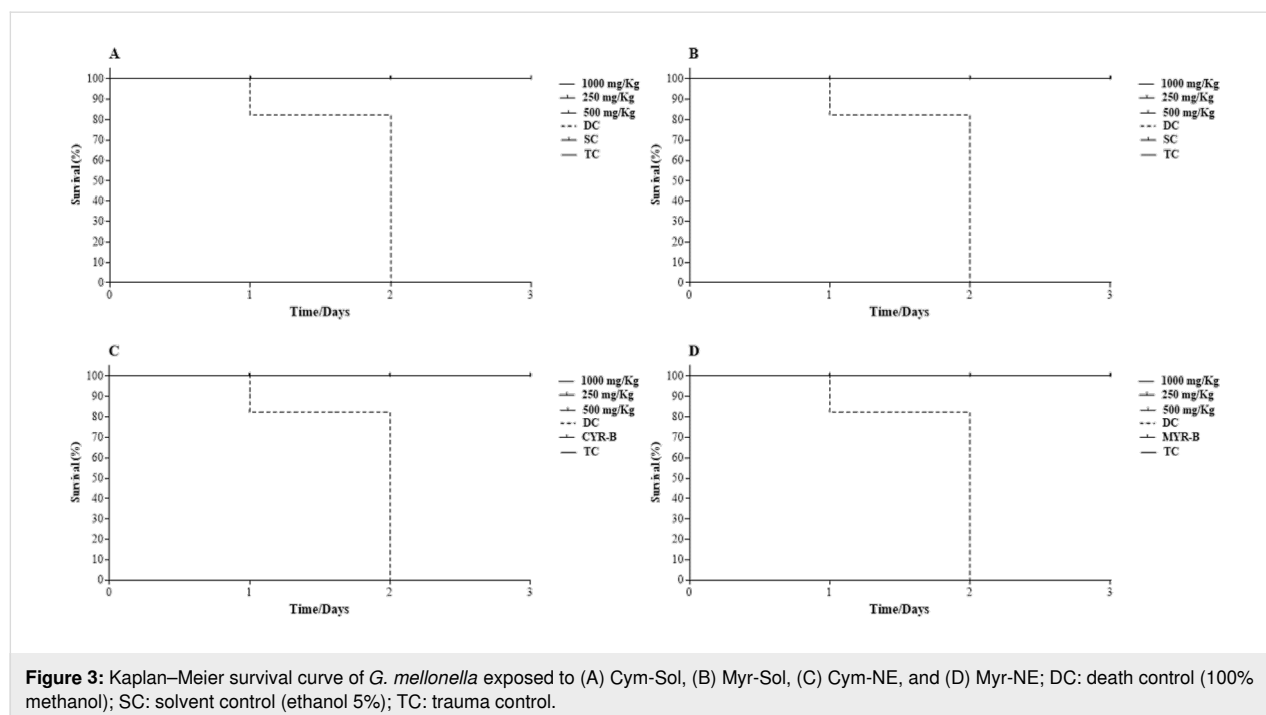 A
Survival (%)
100
90
80
70
60
50
40
30
20
10
0
0 1 2 3
Time/Days
1000 mg/Kg
250 mg/Kg
500 mg/Kg
DC
SC
TC
B
Survival (%)
100
90
80
70
60
50
40
30
20
10
0
0 1 2 3
Time/Days
1000 mg/Kg
250 mg/Kg
500 mg/Kg
DC
SC
TC
C
Survival (%)
100
90
80
70
60
50
40
30
20
10
0
0 1 2 3
Time/Days
1000 mg/Kg
250 mg/Kg
500 mg/Kg
DC
CYR-B
TC
D
Survival (%)
100
90
80
70
60
50
40
30
20
10
0
0 1 2 3
Time/Days
1000 mg/Kg
250 mg/Kg
500 mg/Kg
DC
MYR-B
TC
Figure 3: Kaplan–Meier survival curve of G. mellonella exposed to (A) Cym-Sol, (B) Myr-Sol, (C) Cym-NE, and (D) Myr-NE; DC: death control (100%
methanol); SC: solvent control (ethanol 5%); TC: trauma control.